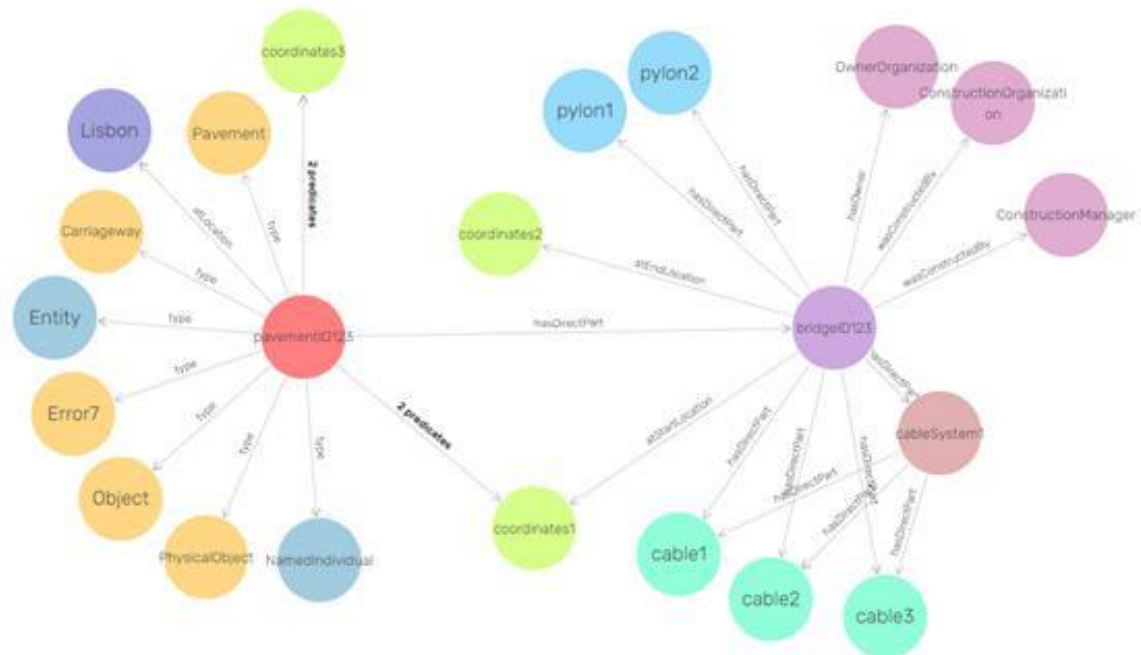 coordinates3
Lisbon
Pavement
2 predicates
atLocation
type
Carriageway
type
Entity
type
pavementID123
type
Error7
type
Object
type
PhysicalObject
type
NamedIndividual
2 predicates
coordinates1
hasDirectPart
pylon1
pylon2
OwnerOrganization
ConstructionOrganizati
on
ConstructionManager
coordinates2
hasDirectPart
hasDirectPart
hasOwner
wasConstructedBy
wasConstructedBy
atEndLocation
bridgeID123
atStartLocation
hasDirectPart
hasDirectPart
hasDirectPart
cableSystem1
hasDirectPart
hasDirectPart
hasDirectPart
cable1
cable2
cable3